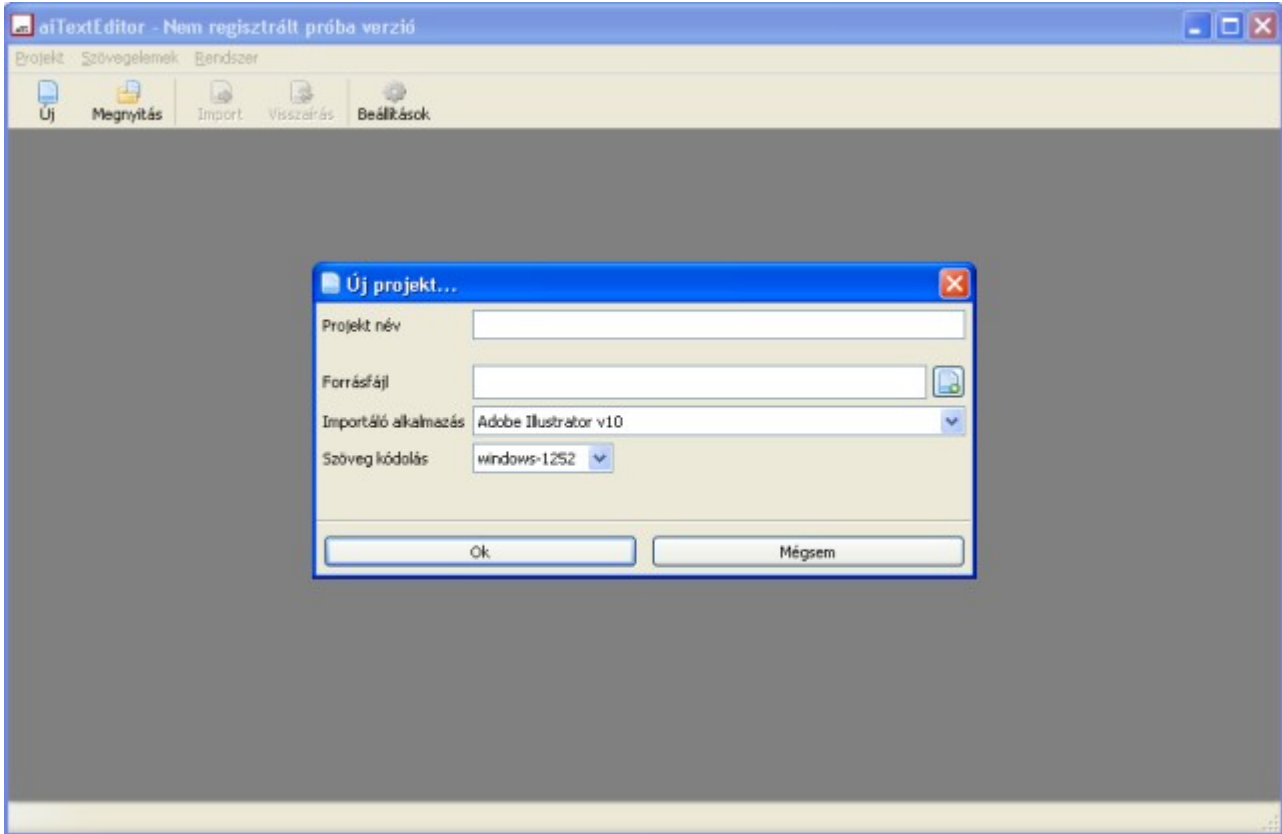 aiTextEditor - Nem regisztrált próba verzió
Projekt Szövegelemek Rendszer
Új Megnyitás Import Visszaírás Beállítások
Új projekt...
Projekt név
Forrásfájl
Importáló alkalmazás Adobe Illustrator v10
Szöveg kódolás windows-1252
Ok Mégsem